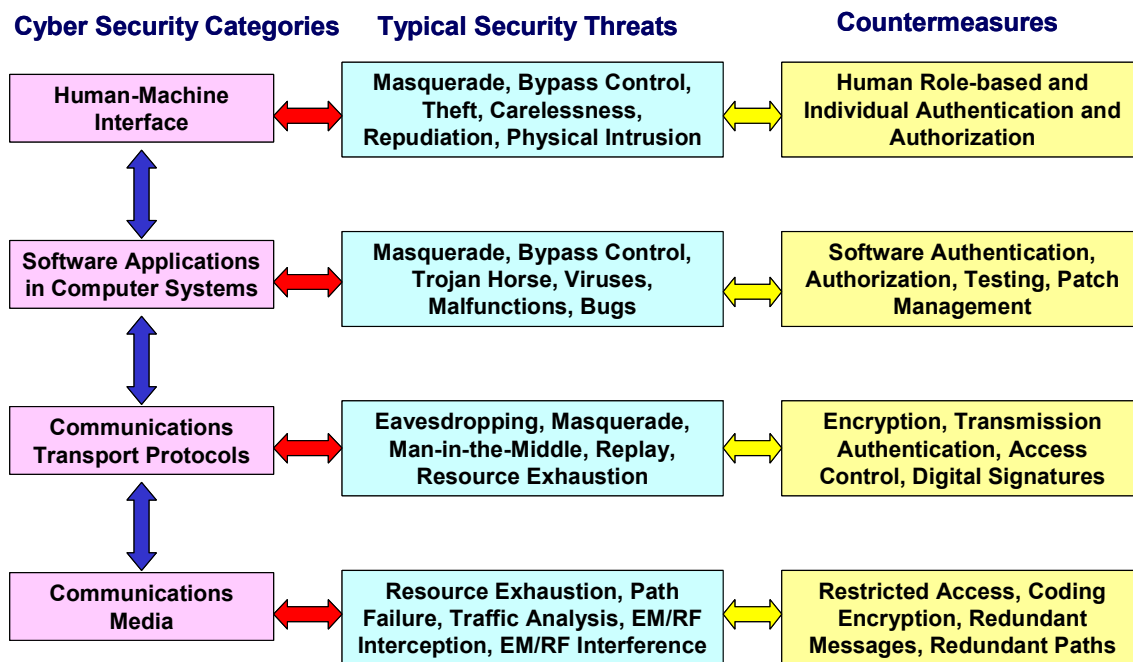 Cyber Security Categories
Typical Security Threats
Countermeasures
Human-Machine
Interface
Masquerade, Bypass Control,
Theft, Carelessness,
Repudiation, Physical Intrusion
Human Role-based and
Individual Authentication and
Authorization
Software Applications
in Computer Systems
Masquerade, Bypass Control,
Trojan Horse, Viruses,
Malfunctions, Bugs
Software Authentication,
Authorization, Testing, Patch
Management
Communications
Transport Protocols
Eavesdropping, Masquerade,
Man-in-the-Middle, Replay,
Resource Exhaustion
Encryption, Transmission
Authentication, Access
Control, Digital Signatures
Communications
Media
Resource Exhaustion, Path
Failure, Traffic Analysis, EM/RF
Interception, EM/RF Interference
Restricted Access, Coding
Encryption, Redundant
Messages, Redundant Paths